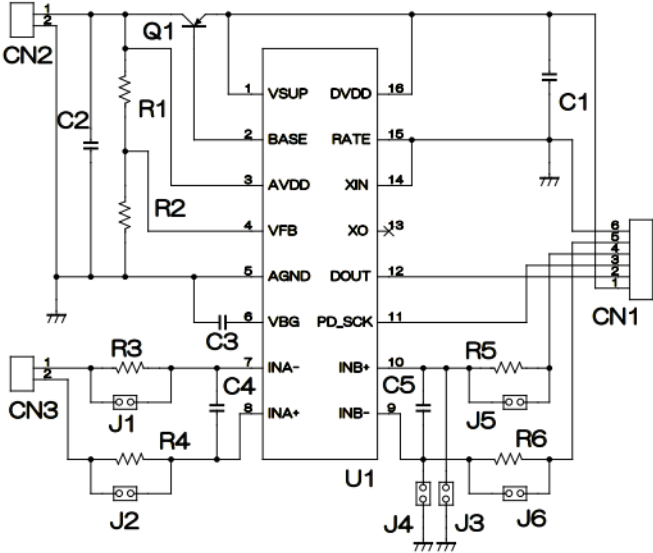 1
2
CN2
Q1
C2
R1
R2
C1
1 VSUP DVDD 16
2 BASE RATE 15
3 AVDD XIN 14
4 VFB XO 13
5 AGND DOUT 12
6 VBG PD_SCK 11
7 INA- INB+ 10
8 INA+ INB- 9
U1
C3
6
5
4
3
2
1
CN1
1
2
CN3
R3
J1
C4
R4
J2
C5
R5
J5
R6
J6
J4
J3